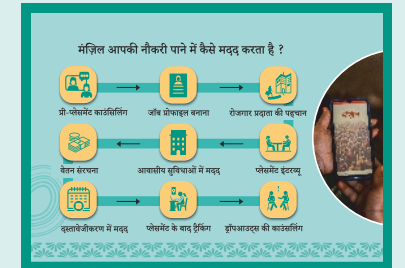 मंज़िल आपकी नौकरी पाने में कैसे मदद करता है ?
प्री-प्लेसमेंट काउंसिलिंग
जॉब प्रोफाइल बनाना
रोजगार प्रदाता की पहचान
वेतन संरचना
आवासीय सुविधाओं में मदद
प्लेसमेंट इंटरव्यू
दस्तावेजीकरण में मदद
प्लेसमेंट के बाद ट्रैकिंग
ड्रॉपआउट्स की काउंसलिंग